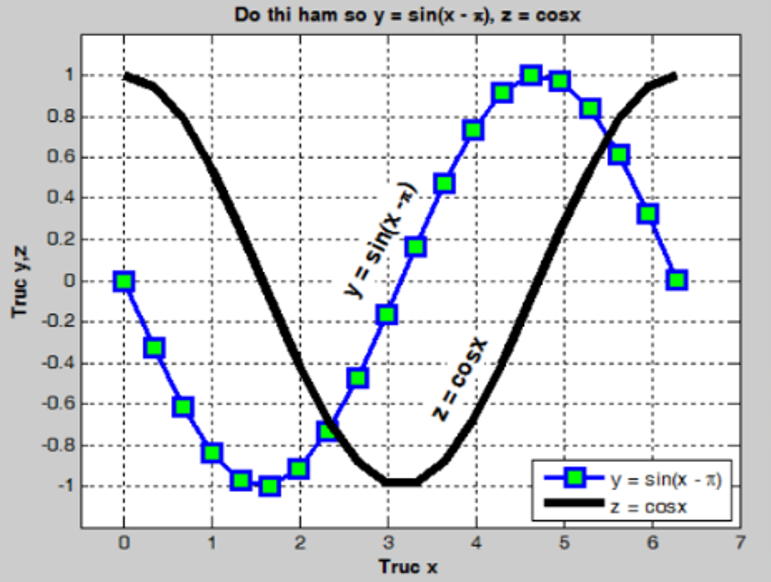 Do thi ham so y = sin(x - π), z = cosx
1
0.8
0.6
0.4
0.2
0
-0.2
-0.4
-0.6
-0.8
-1
Truc y,z
y = sin(x -π)
z = cosx
y = sin(x - π)
z = cosx
0 1 2 3 4 5 6 7
Truc x